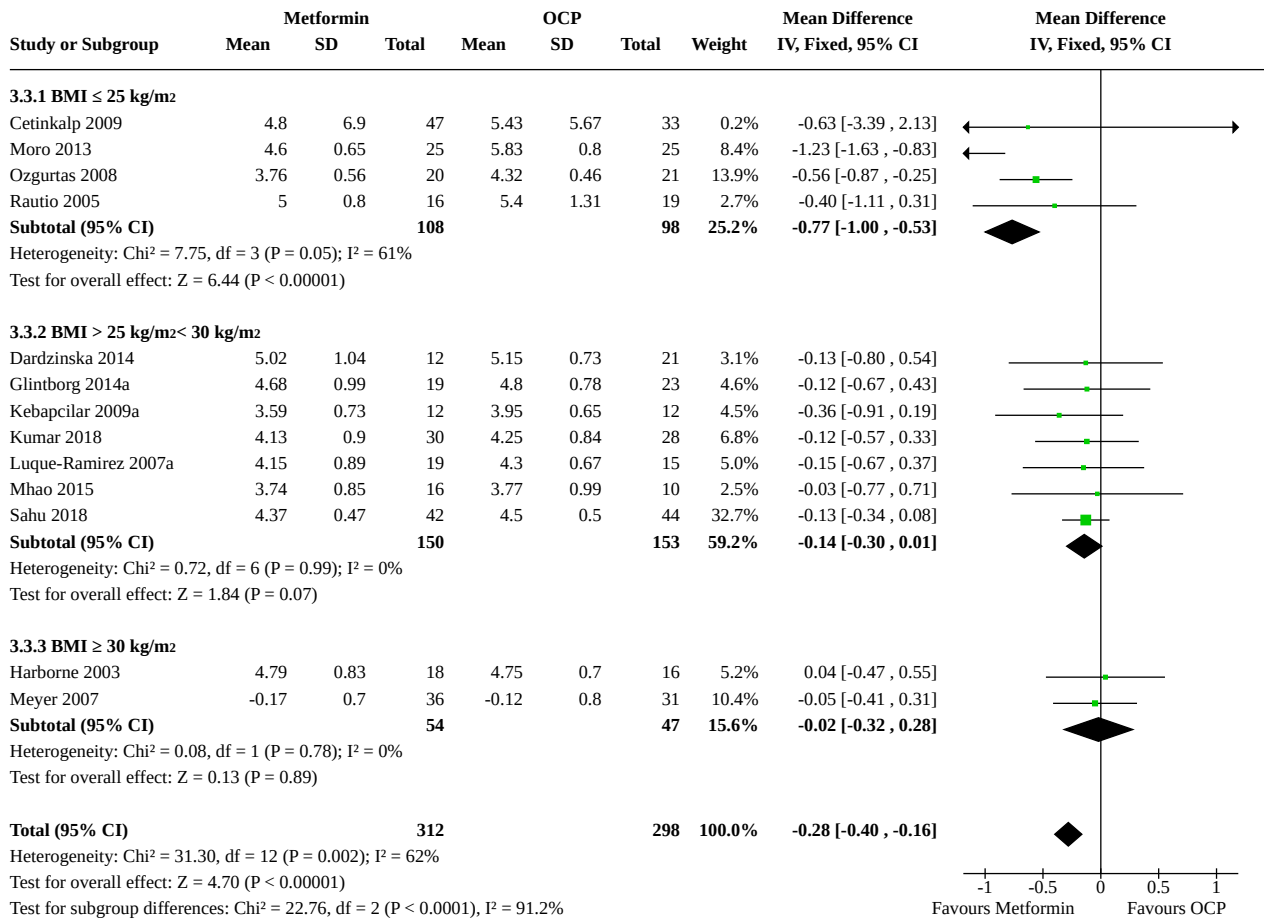 Metformin OCP Mean Difference Mean Difference
Study or Subgroup Mean SD Total Mean SD Total Weight IV, Fixed, 95% CI IV, Fixed, 95% CI
3.3.1 BMI ≤ 25 kg/m2
Cetinkalp 2009 4.8 6.9 47 5.43 5.67 33 0.2% -0.63 [-3.39 , 2.13]
Moro 2013 4.6 0.65 25 5.83 0.8 25 8.4% -1.23 [-1.63 , -0.83]
Ozgurtas 2008 3.76 0.56 20 4.32 0.46 21 13.9% -0.56 [-0.87 , -0.25]
Rautio 2005 5 0.8 16 5.4 1.31 19 2.7% -0.40 [-1.11 , 0.31]
Subtotal (95% CI) 108 98 25.2% -0.77 [-1.00 , -0.53]
Heterogeneity: Chi² = 7.75, df = 3 (P = 0.05); I² = 61%
Test for overall effect: Z = 6.44 (P < 0.00001)
3.3.2 BMI > 25 kg/m2< 30 kg/m2
Dardzinska 2014 5.02 1.04 12 5.15 0.73 21 3.1% -0.13 [-0.80 , 0.54]
Glintborg 2014a 4.68 0.99 19 4.8 0.78 23 4.6% -0.12 [-0.67 , 0.43]
Kebapcilar 2009a 3.59 0.73 12 3.95 0.65 12 4.5% -0.36 [-0.91 , 0.19]
Kumar 2018 4.13 0.9 30 4.25 0.84 28 6.8% -0.12 [-0.57 , 0.33]
Luque-Ramirez 2007a 4.15 0.89 19 4.3 0.67 15 5.0% -0.15 [-0.67 , 0.37]
Mhao 2015 3.74 0.85 16 3.77 0.99 10 2.5% -0.03 [-0.77 , 0.71]
Sahu 2018 4.37 0.47 42 4.5 0.5 44 32.7% -0.13 [-0.34 , 0.08]
Subtotal (95% CI) 150 153 59.2% -0.14 [-0.30 , 0.01]
Heterogeneity: Chi² = 0.72, df = 6 (P = 0.99); I² = 0%
Test for overall effect: Z = 1.84 (P = 0.07)
3.3.3 BMI ≥ 30 kg/m2
Harborne 2003 4.79 0.83 18 4.75 0.7 16 5.2% 0.04 [-0.47 , 0.55]
Meyer 2007 -0.17 0.7 36 -0.12 0.8 31 10.4% -0.05 [-0.41 , 0.31]
Subtotal (95% CI) 54 47 15.6% -0.02 [-0.32 , 0.28]
Heterogeneity: Chi² = 0.08, df = 1 (P = 0.78); I² = 0%
Test for overall effect: Z = 0.13 (P = 0.89)
Total (95% CI) 312 298 100.0% -0.28 [-0.40 , -0.16]
Heterogeneity: Chi² = 31.30, df = 12 (P = 0.002); I² = 62%
Test for overall effect: Z = 4.70 (P < 0.00001)
Test for subgroup differences: Chi² = 22.76, df = 2 (P < 0.0001), I² = 91.2%
-1 -0.5 0 0.5 1
Favours Metformin Favours OCP